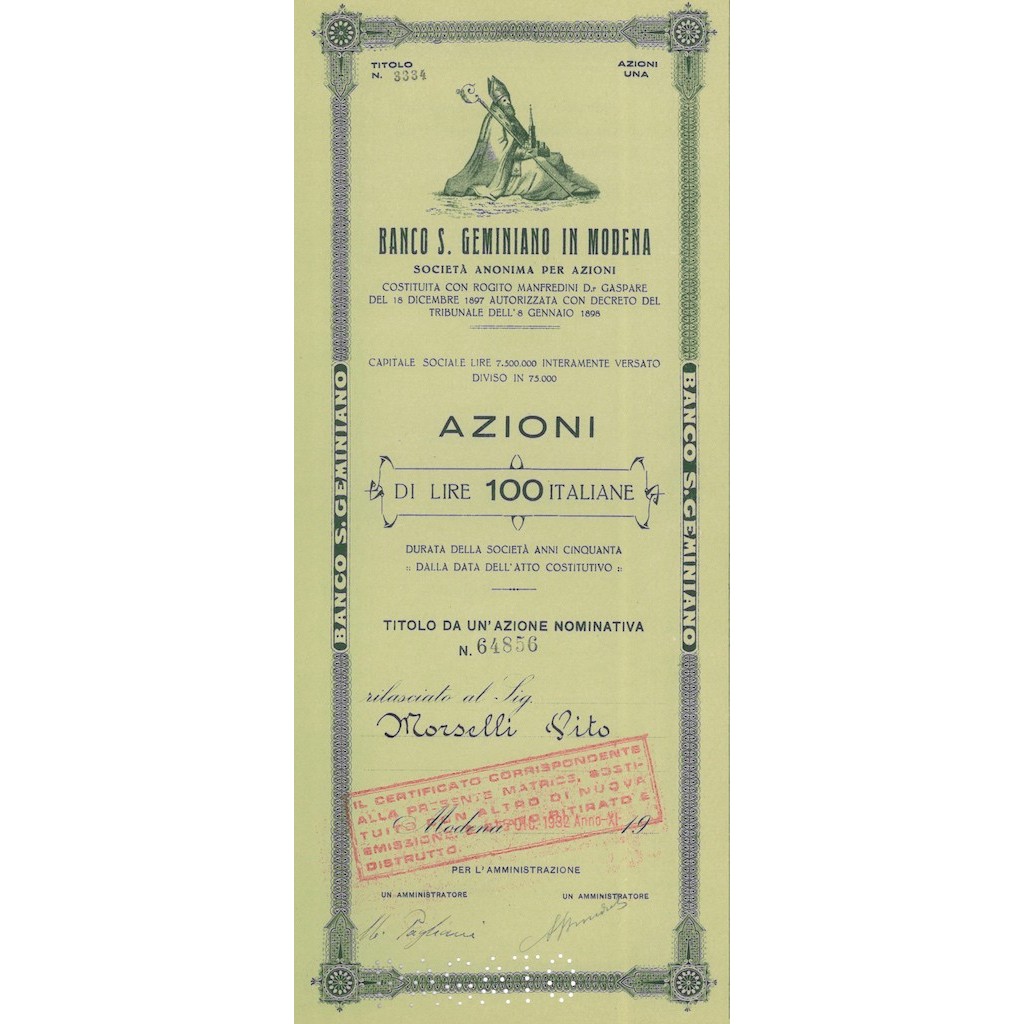 TITOLO
N. 3334
AZIONI
UNA
BANCO S. GEMINIANO IN MODENA
SOCIETÀ ANONIMA PER AZIONI
COSTITUITA CON ROGITO MANFREDINI D.r GASPARE
DEL 18 DICEMBRE 1897 AUTORIZZATA CON DECRETO DEL
TRIBUNALE DELL'8 GENNAIO 1898
CAPITALE SOCIALE LIRE 7.500.000 INTERAMENTE VERSATO
DIVISO IN 75.000
AZIONI
DI LIRE 100 ITALIANE
DURATA DELLA SOCIETÀ ANNI CINQUANTA
:: DALLA DATA DELL'ATTO COSTITUTIVO ::
TITOLO DA UN'AZIONE NOMINATIVA
N. 64856
rilasciato al Sig.
Morselli Vito
IL CERTIFICATO CORRISPONDENTE
ALLA PRESENTE MATRICE, SOSTI-
TUITO CON ALTRO DI NUOVA
EMISSIONE, RITIRATO E
DISTRUTTO.
Modena DIC. 1932 Anno-XI- 19
PER L'AMMINISTRAZIONE
UN AMMINISTRATORE
UN AMMINISTRATORE
Pagliani
BANCO S. GEMINIANO
BANCO S. GEMINIANO